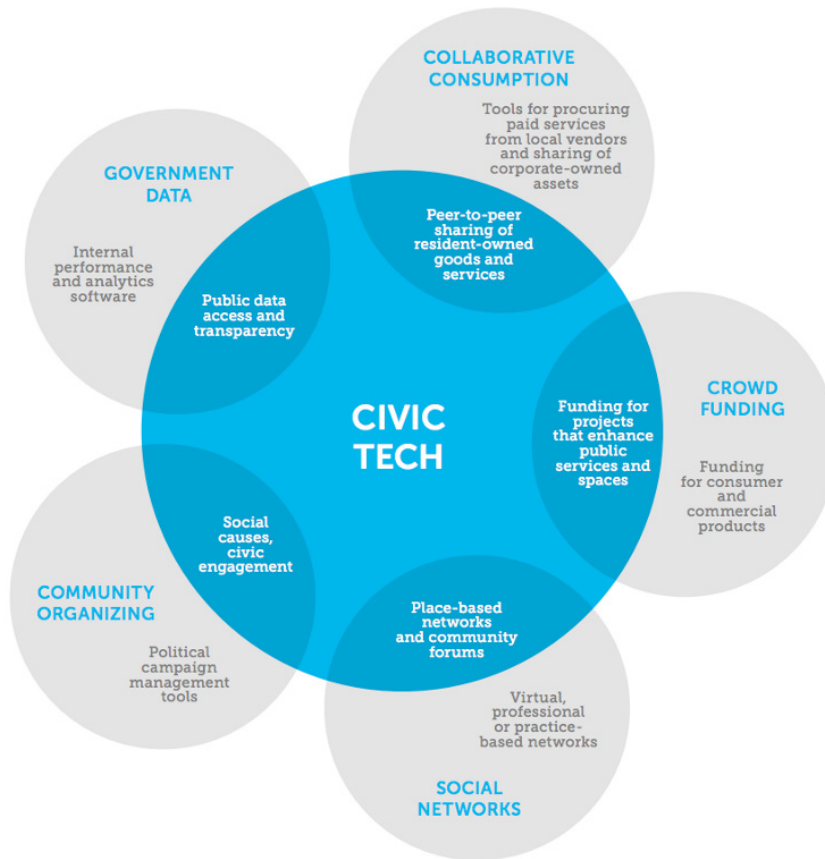 COLLABORATIVE
CONSUMPTION
Tools for procuring
paid services
from local vendors
and sharing of
corporate-owned
assets
Peer-to-peer
sharing of
resident-owned
goods and
services
GOVERNMENT
DATA
Internal
performance
and analytics
software
Public data
access and
transparency
CIVIC
TECH
CROWD
FUNDING
Funding for
projects
that enhance
public
services and
spaces
Funding
for consumer
and
commercial
products
Social
causes,
civic
engagement
COMMUNITY
ORGANIZING
Political
campaign
management
tools
Place-based
networks
and community
forums
Virtual,
professional
or practice-
based networks
SOCIAL
NETWORKS